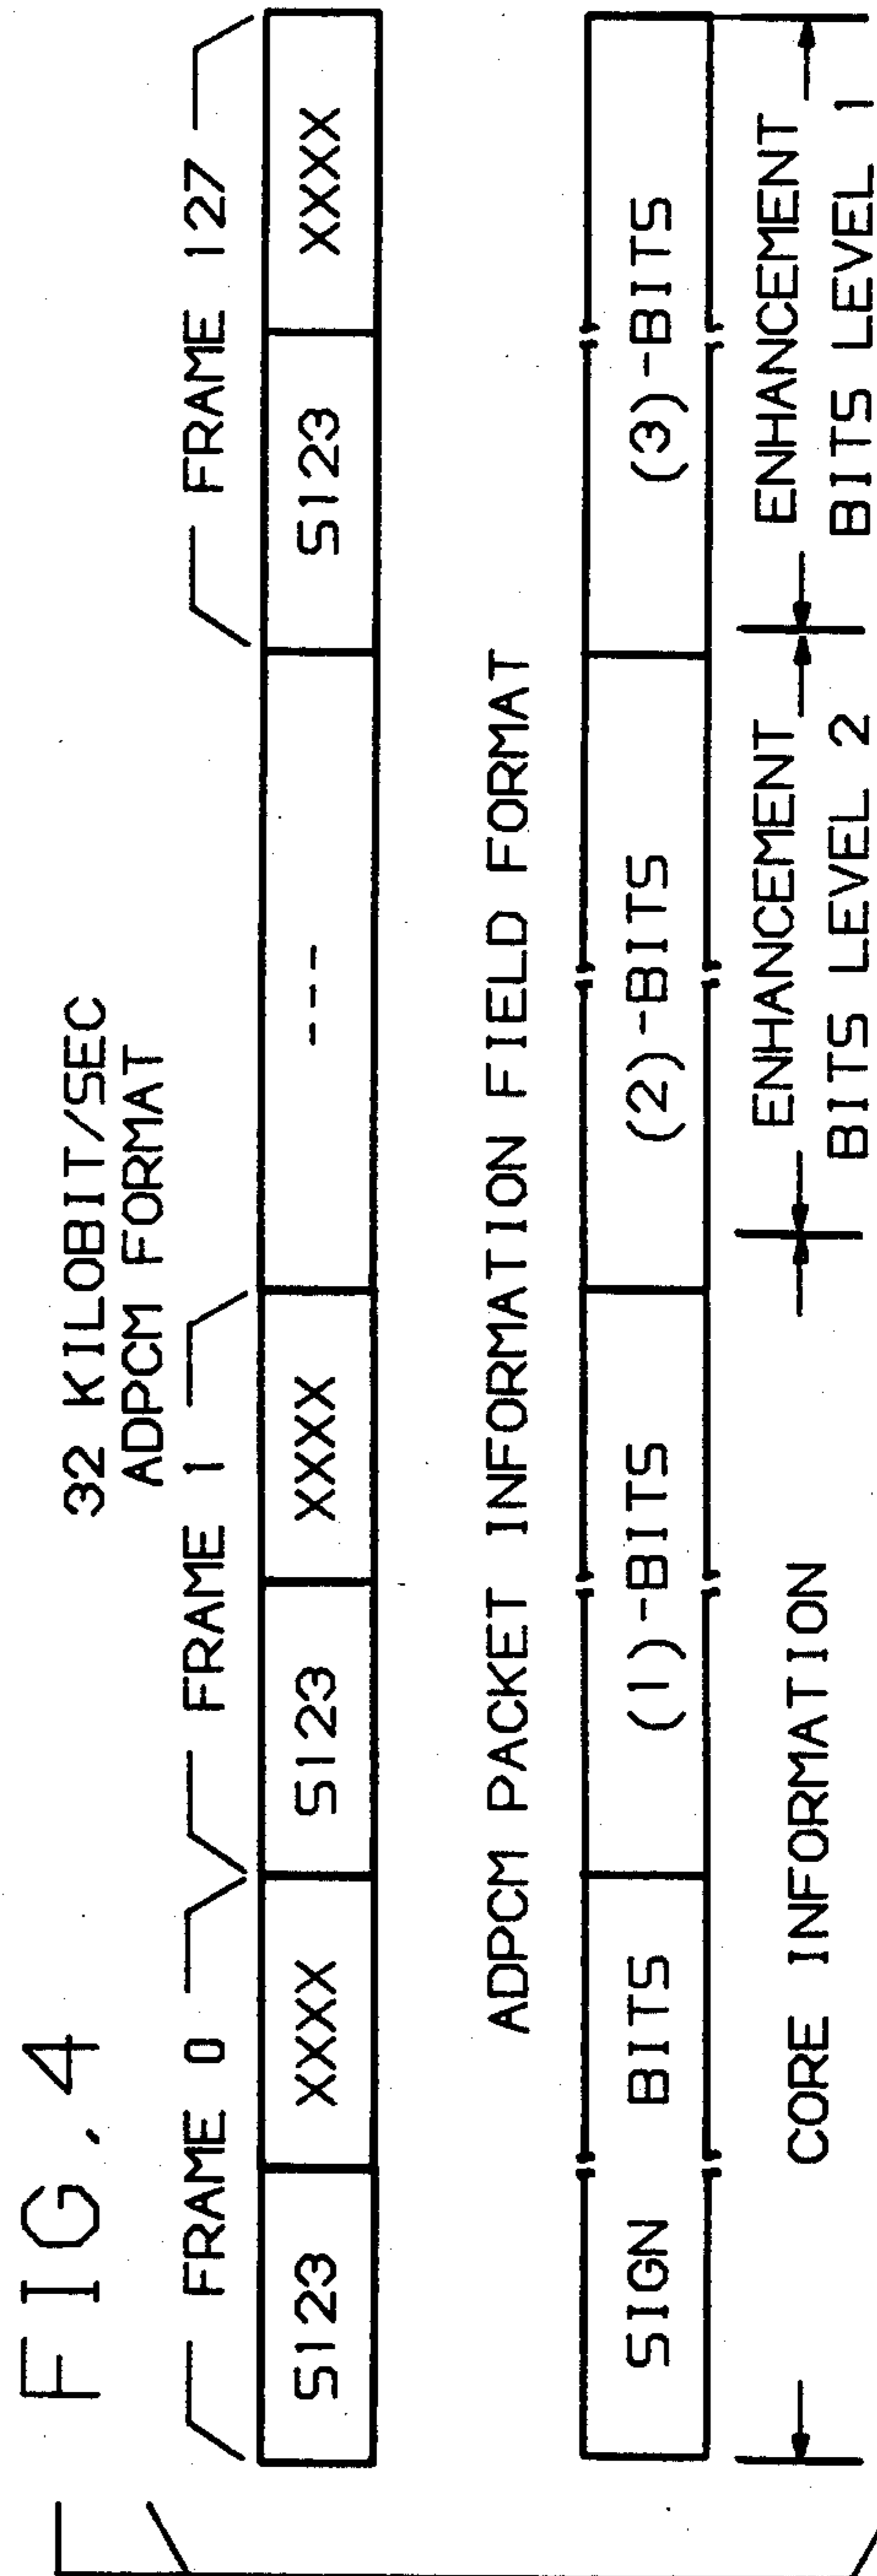 FIG. 4
32 KILOBIT/SEC
ADPCM FORMAT
FRAME 0 FRAME 1 FRAME 127
S123 XXXX S123 XXXX --- S123 XXXX
ADPCM PACKET INFORMATION FIELD FORMAT
SIGN BITS (1)-BITS (2)-BITS (3)-BITS
CORE INFORMATION
ENHANCEMENT
BITS LEVEL 2
ENHANCEMENT
BITS LEVEL 1